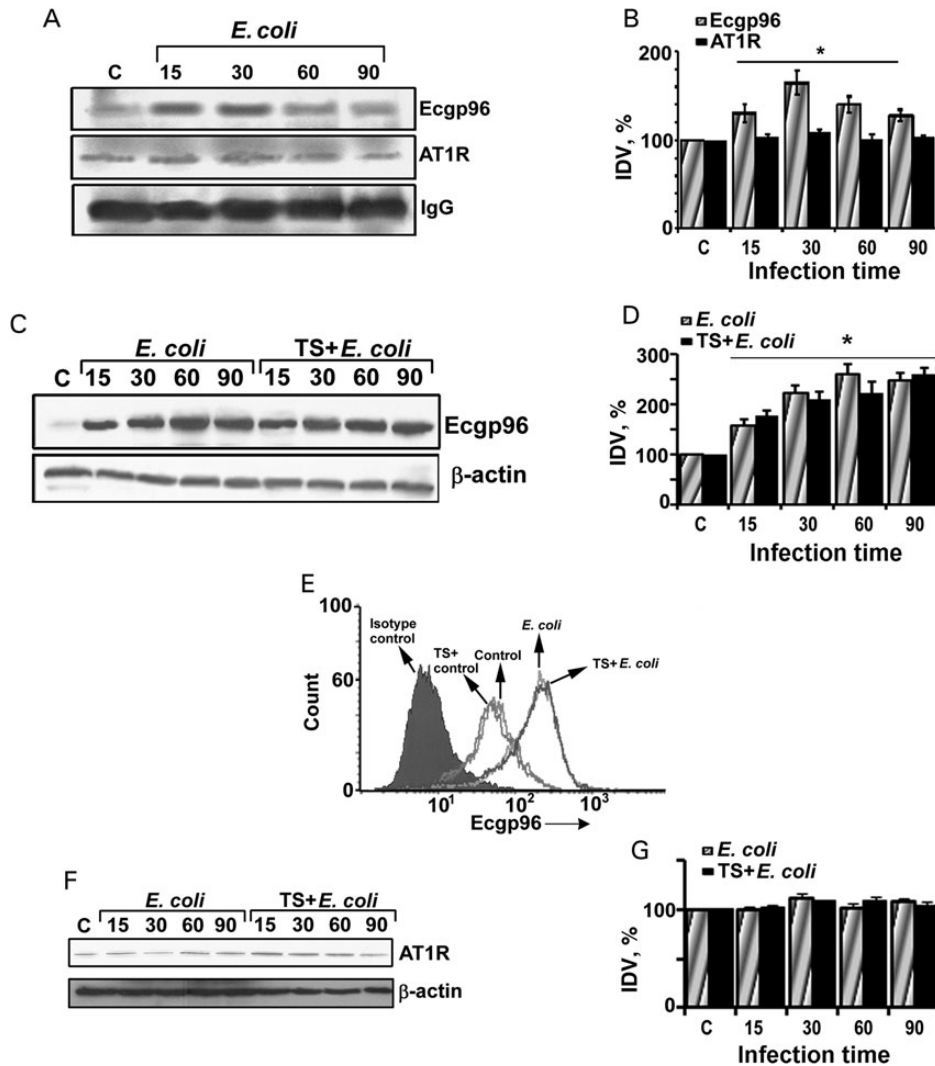 A
E. coli
C 15 30 60 90
Ecgp96
AT1R
IgG
B
Ecgp96
AT1R
*
200
100
0
IDV, %
C 15 30 60 90
Infection time
C
E. coli TS+E. coli
C 15 30 60 90 15 30 60 90
Ecgp96
β-actin
D
E. coli
TS+E. coli
*
300
200
100
0
IDV, %
C 15 30 60 90
Infection time
E
100
60
0
Count
Isotype
control
TS+
control
Control
E. coli
TS+E. coli
10¹ 10² 10³
Ecgp96
F
E. coli TS+E. coli
C 15 30 60 90 15 30 60 90
AT1R
β-actin
G
E. coli
TS+E. coli
100
0
IDV, %
C 15 30 60 90
Infection time